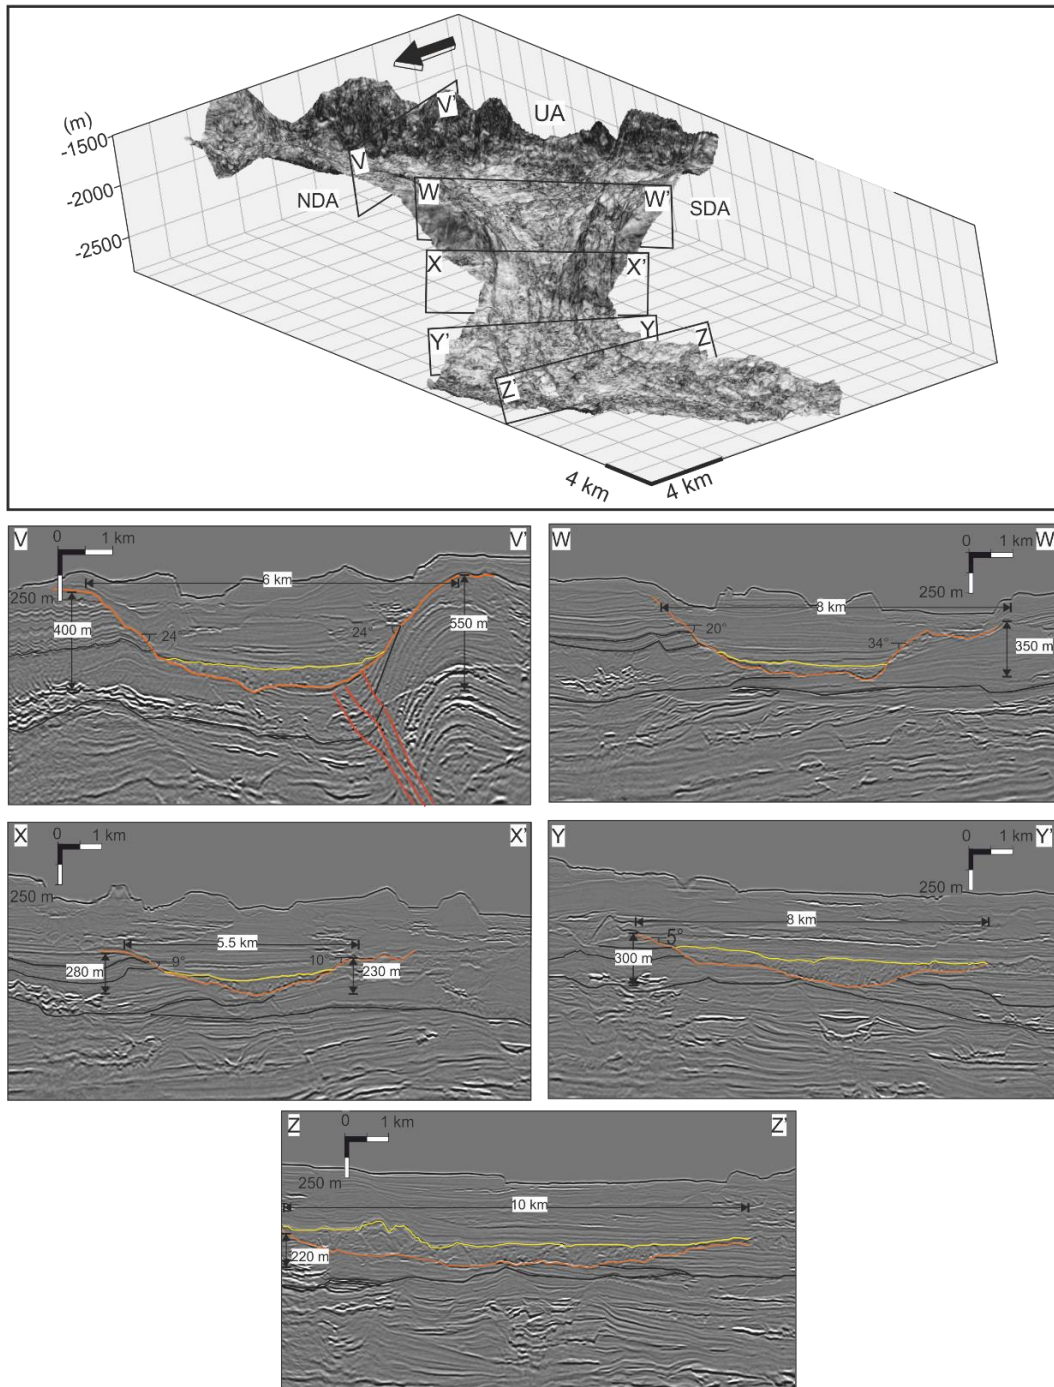 (m)
-1500
-2000
-2500
UA
V'
V
NDA
W
W'
SDA
X
X'
Y'
Y
Z
Z'
4 km
4 km
V
0 1 km
V'
6 km
250 m
400 m
24°
24
550 m
W
0 1 km
W
250 m
8 km
20°
34°
350 m
X
0 1 km
X'
250 m
5.5 km
9°
10°
280 m
230 m
Y
0 1 km
Y'
250 m
8 km
5°
300 m
Z
0 1 km
Z'
250 m
10 km
220 m